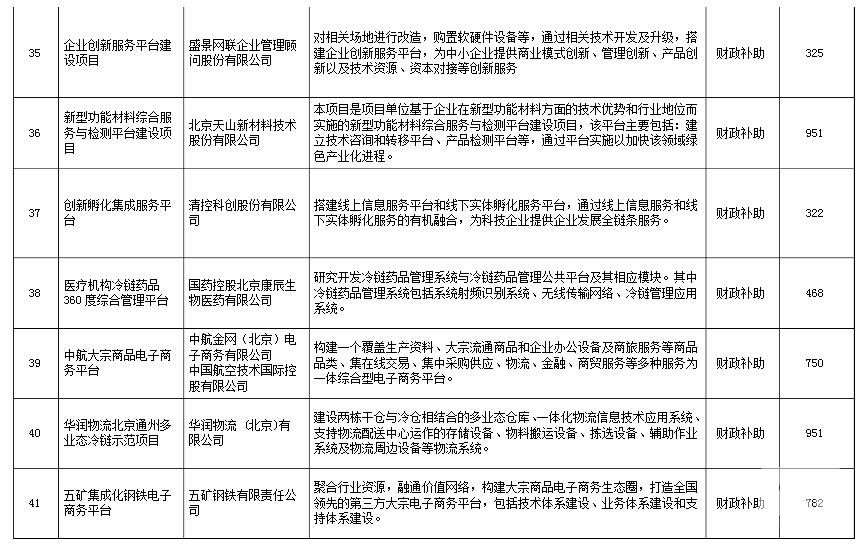 35
企业创新服务平台建
设项目
盛景网联企业管理顾
问股份有限公司
对相关场地进行改造，购置软硬件设备等，通过相关技术开发及升级，搭
建企业创新服务平台，为中小企业提供商业模式创新、管理创新、产品创
新以及技术资源、资本对接等创新服务
财政补助
325
36
新型功能材料综合服
务与检测平台建设项
目
北京天山新材料技术
股份有限公司
本项目是项目单位基于企业在新型功能材料方面的技术优势和行业地位而
实施的新型功能材料综合服务与检测平台建设项目，该平台主要包括：建
立技术咨询和转移平台、产品检测平台等，通过平台实施以加快该领域绿
色产业化进程。
财政补助
951
37
创新孵化集成服务平
台
清控科创股份有限公
司
搭建线上信息服务平台和线下实体孵化服务平台，通过线上信息服务和线
下实体孵化服务的有机融合，为科技企业提供企业发展全链条服务。
财政补助
322
38
医疗机构冷链药品
360度综合管理平台
国药控股北京康辰生
物医药有限公司
研究开发冷链药品管理系统与冷链药品管理公共平台及其相应模块。其中
冷链药品管理系统包括系统射频识别系统、无线传输网络、冷链管理应用
系统。
财政补助
468
39
中航大宗商品电子商
务平台
中航金网（北京）电
子商务有限公司
中国航空技术国际控
股有限公司
构建一个覆盖生产资料、大宗流通商品和企业办公设备及商旅服务等商品
品类、集在线交易、集中采购供应、物流、金融、商贸服务等多种服务为
一体综合型电子商务平台。
财政补助
750
40
华润物流北京通州多
业态冷链示范项目
华润物流（北京)有
限公司
建设两栋干仓与冷仓相结合的多业态仓库、一体化物流信息技术应用系统、
支持物流配送中心运作的存储设备、物料搬运设备、拣选设备、辅助作业
系统及物流周边设备等物流系统。
财政补助
951
41
五矿集成化钢铁电子
商务平台
五矿钢铁有限责任公
司
聚合行业资源，融通价值网络，构建大宗商品电子商务生态圈，打造全国
领先的第三方大宗电子商务平台，包括技术体系建设、业务体系建设和支
持体系建设。
财政补助
782